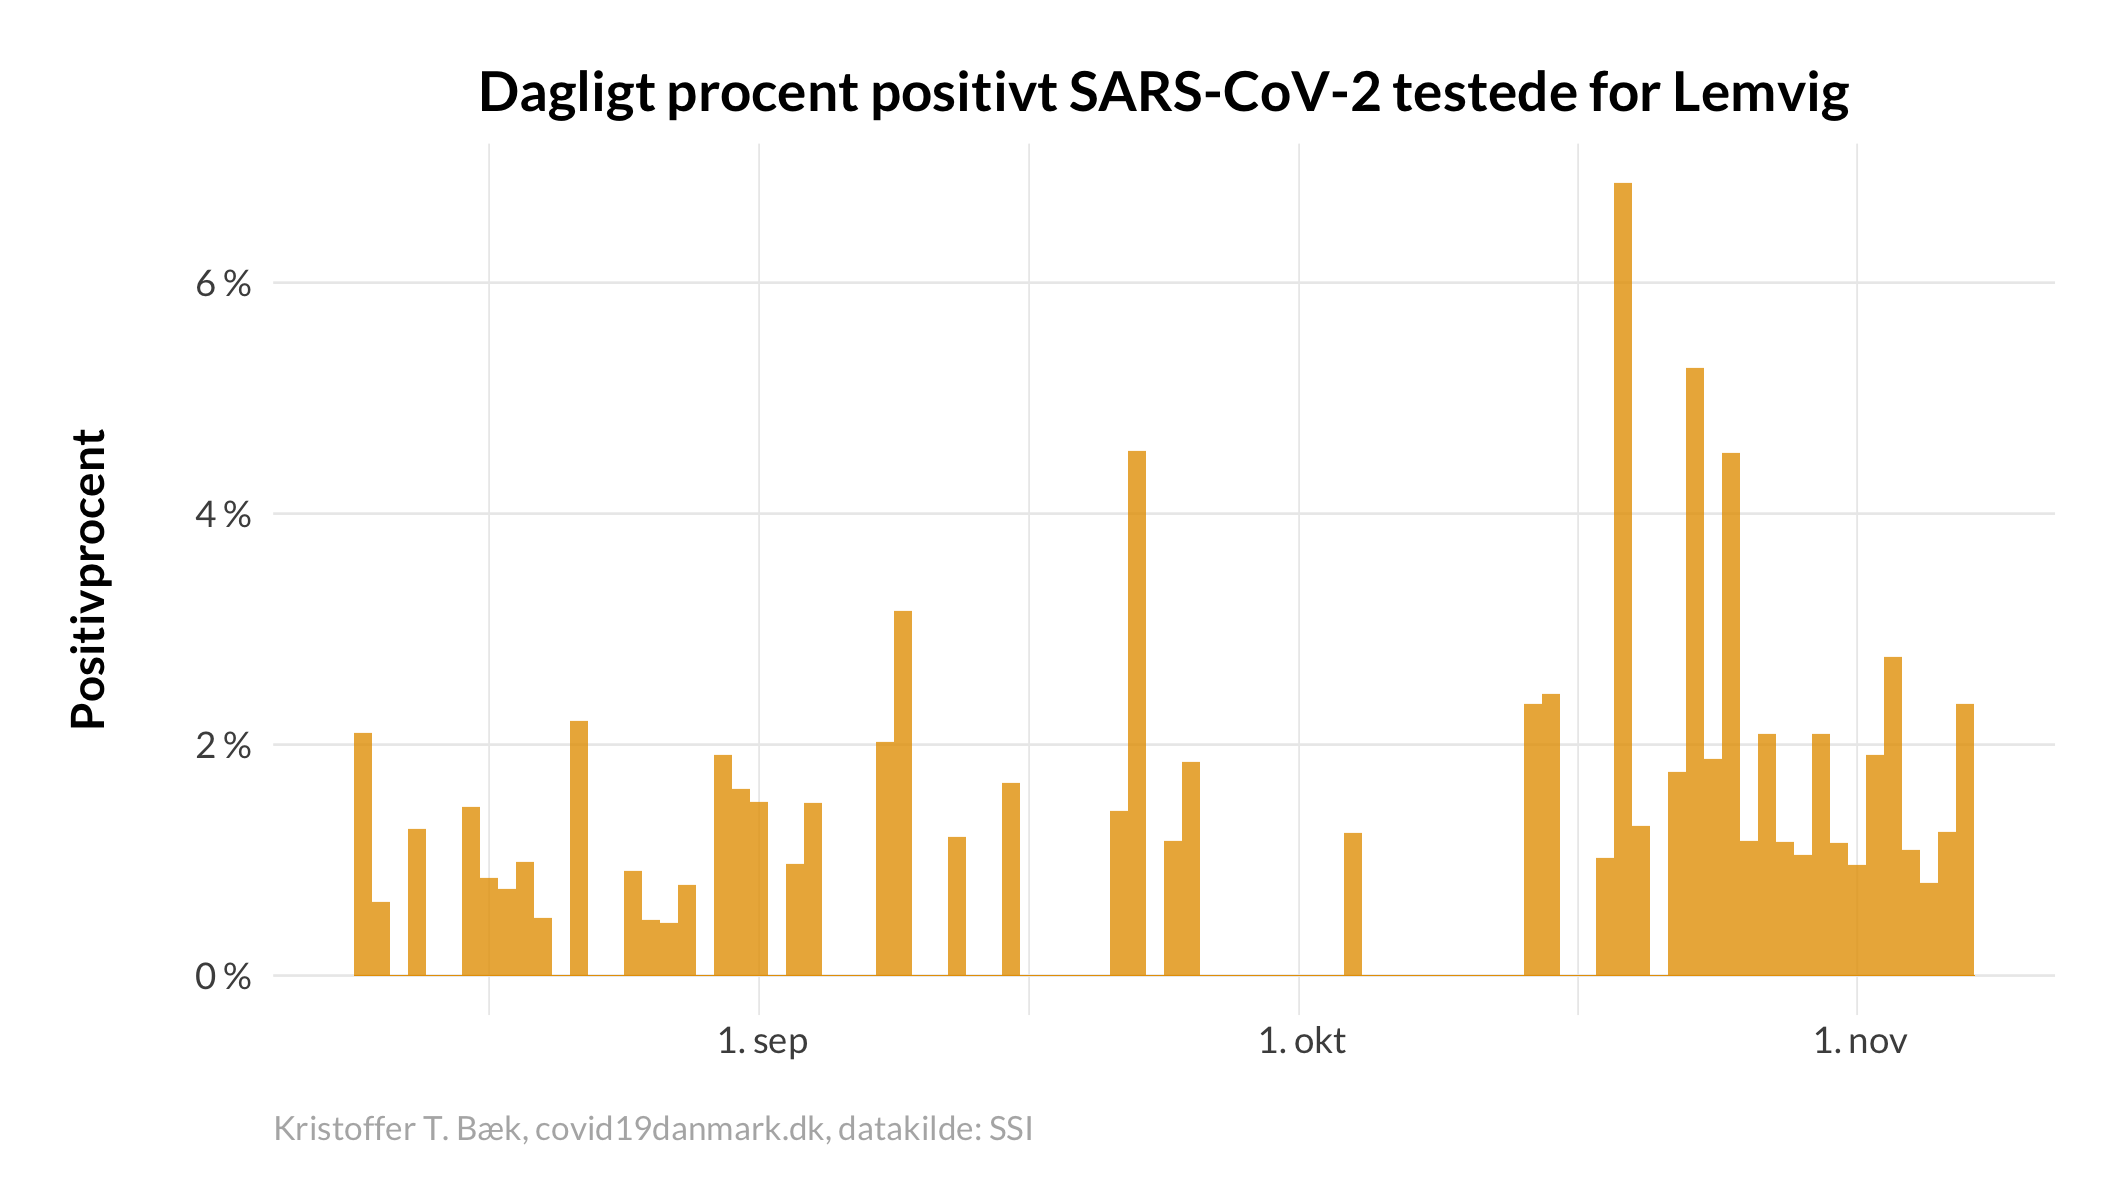 Dagligt procent positivt SARS-CoV-2 testede for Lemvig
Positivprocent
6 %
4 %
2 %
0 %
1. sep
1. okt
1. nov
Kristoffer T. Bæk, covid19danmark.dk, datakilde: SSI